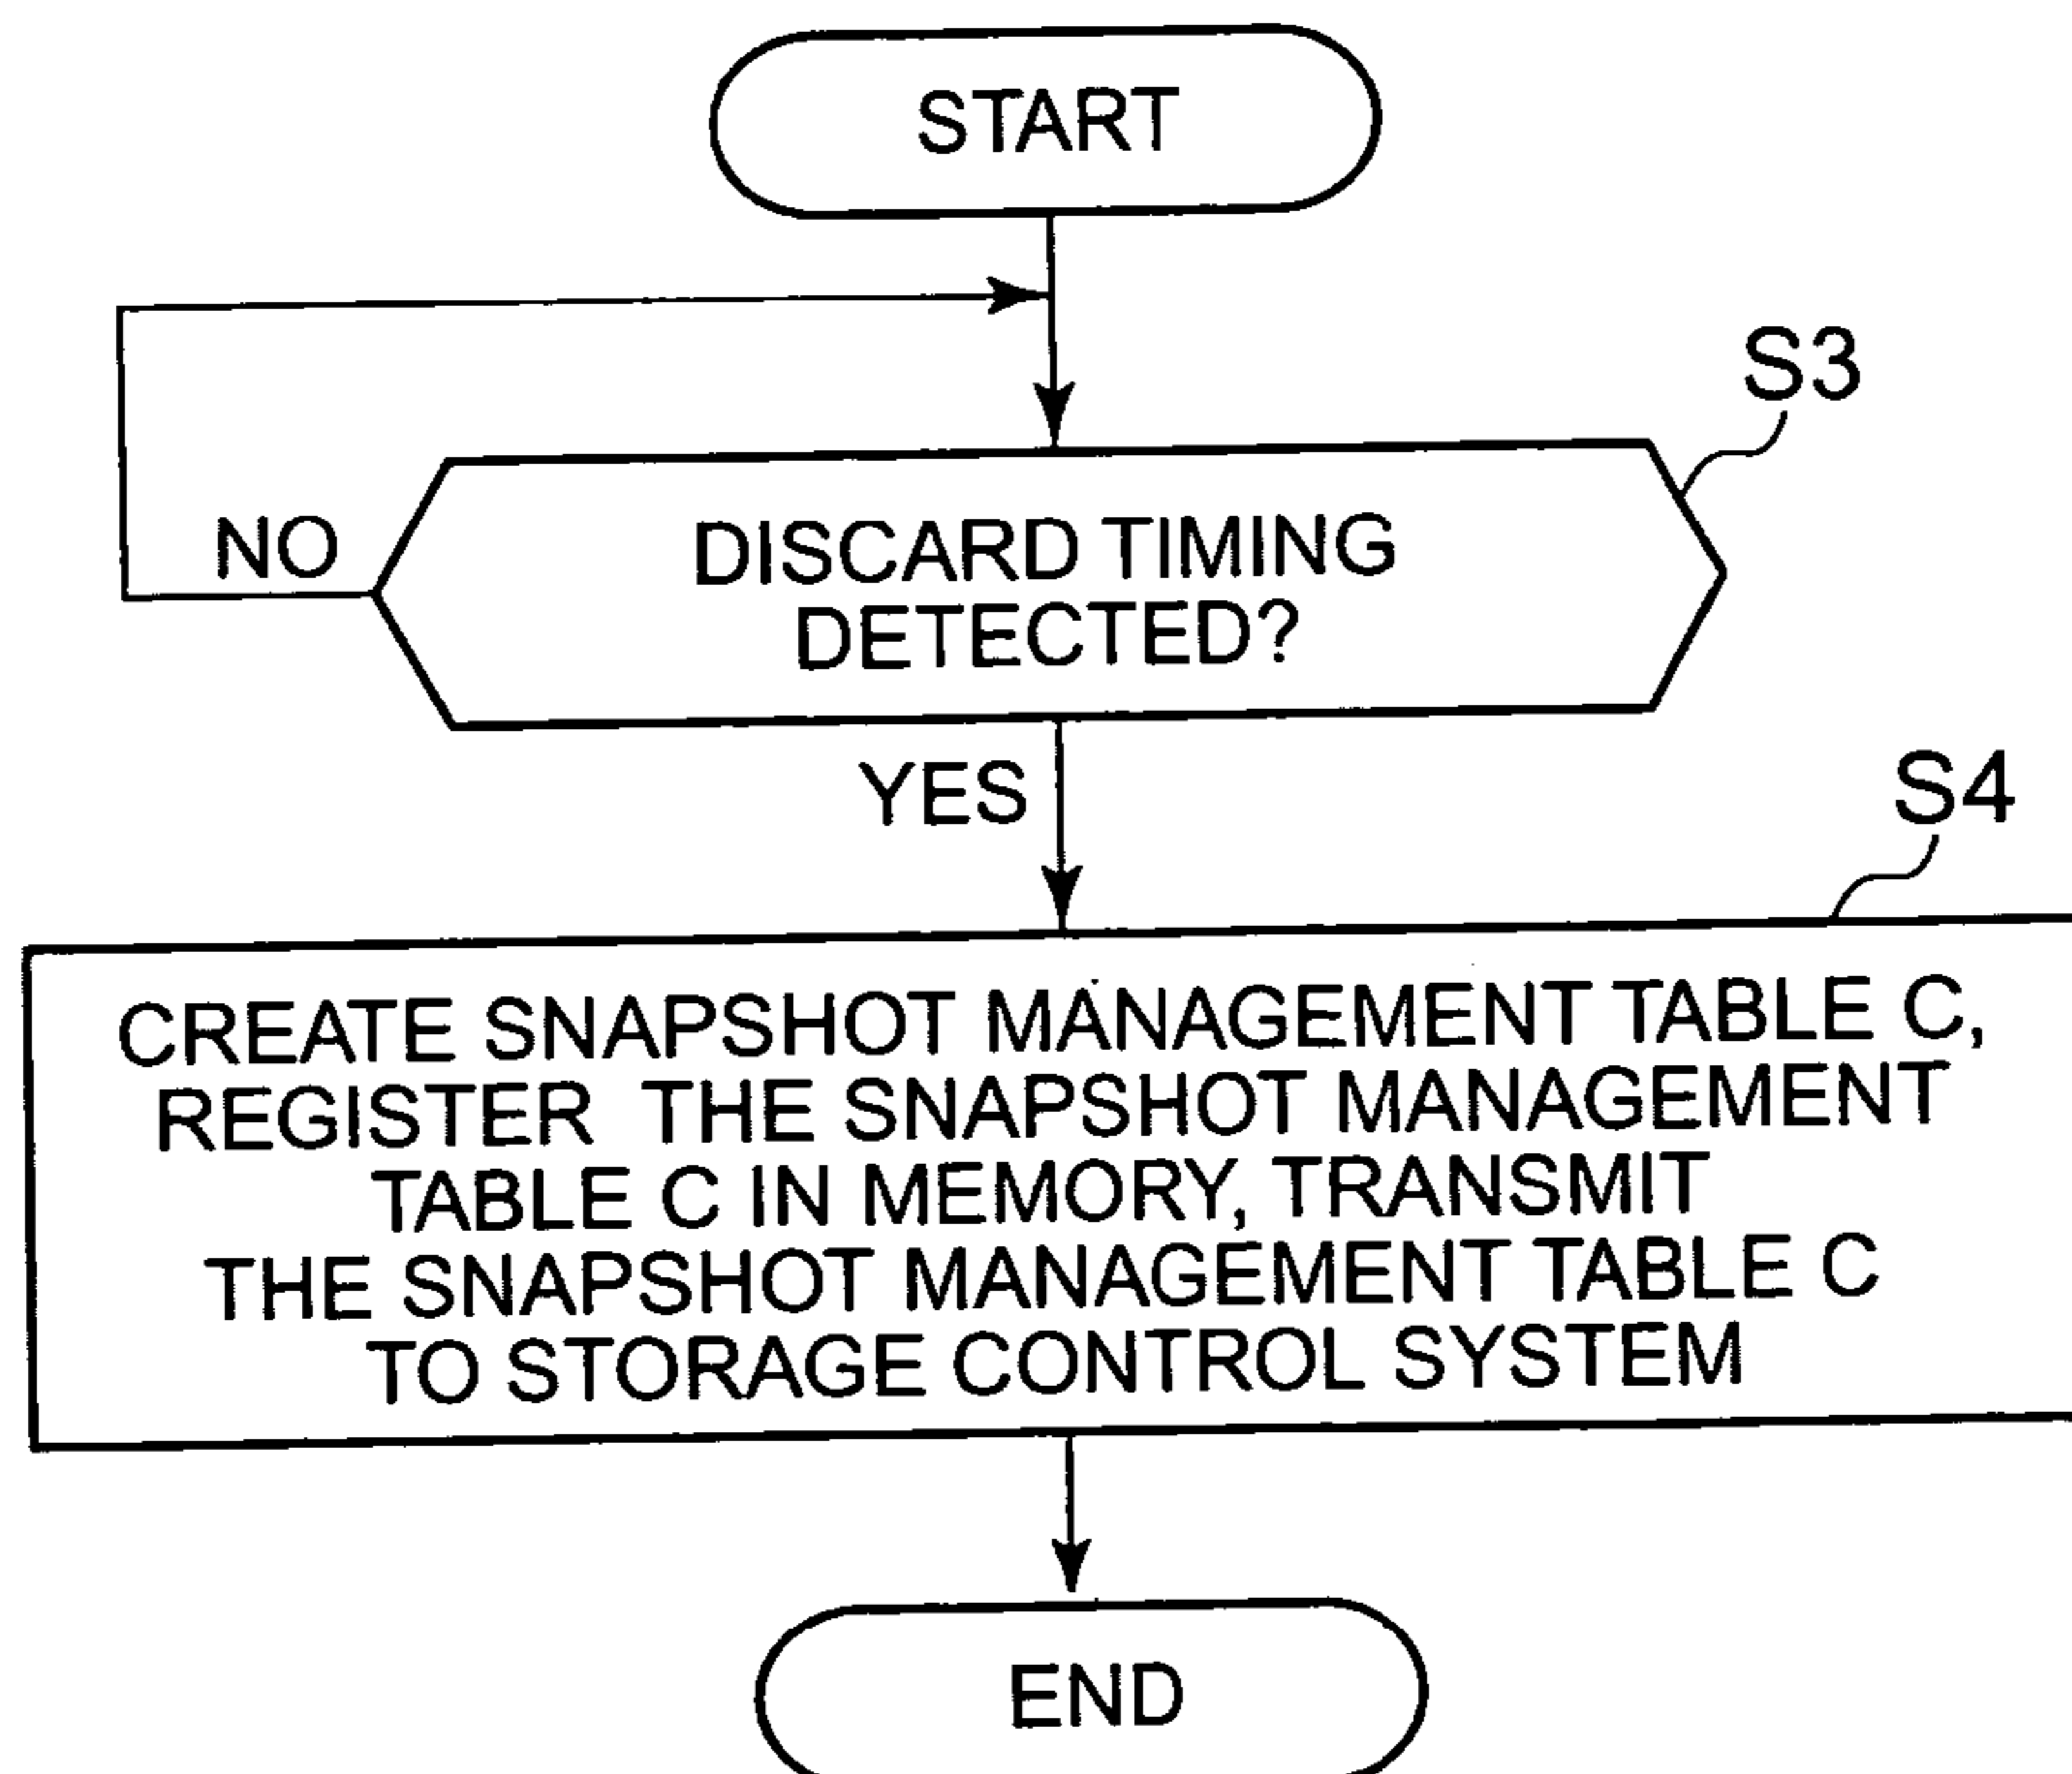 START
S3
NO
DISCARD TIMING
DETECTED?
YES
S4
CREATE SNAPSHOT MANAGEMENT TABLE C,
REGISTER THE SNAPSHOT MANAGEMENT
TABLE C IN MEMORY, TRANSMIT
THE SNAPSHOT MANAGEMENT TABLE C
TO STORAGE CONTROL SYSTEM
END